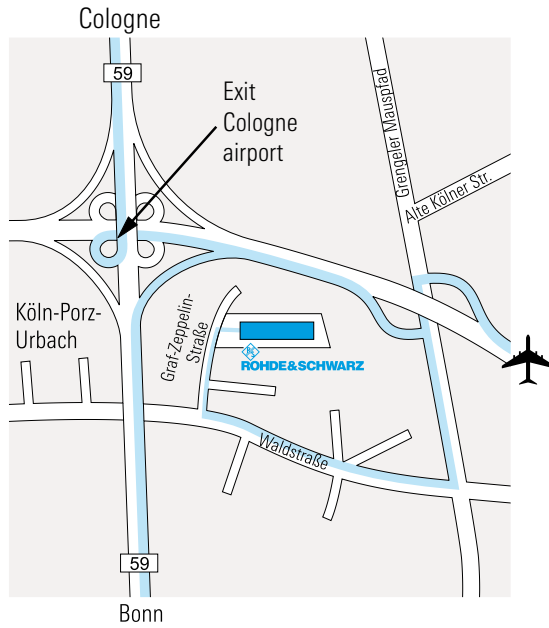 Cologne
59
Exit
Cologne
airport
Grengeler Mauspfad
Alte Kölner Str.
Köln-Porz-
Urbach
Graf-Zeppelin-
Straße
ROHDE&SCHWARZ
Waldstraße
59
Bonn